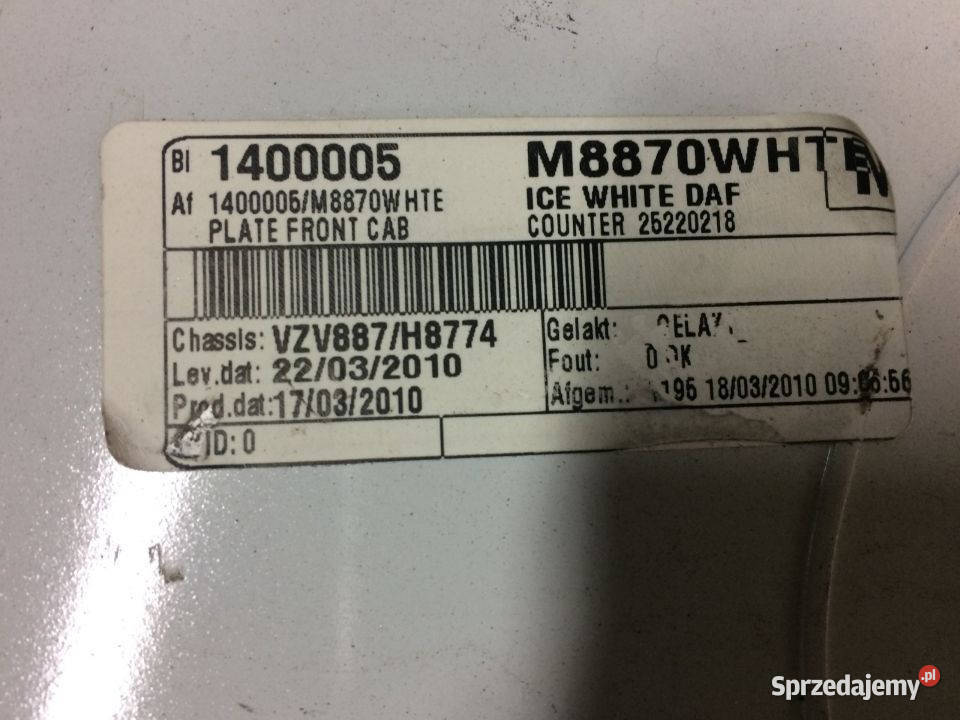 BI 1400005 M8870WHTE
Af 1400005/M8870WHTE ICE WHITE DAF
PLATE FRONT CAB COUNTER 25220218
Chassis: VZV887/H8774 Gelakt:
Lev.dat: 22/03/2010 Fout:
Prod.dat: 17/03/2010 Afgem.: 18/03/2010
ID: 0
Sprzedajemy.pl